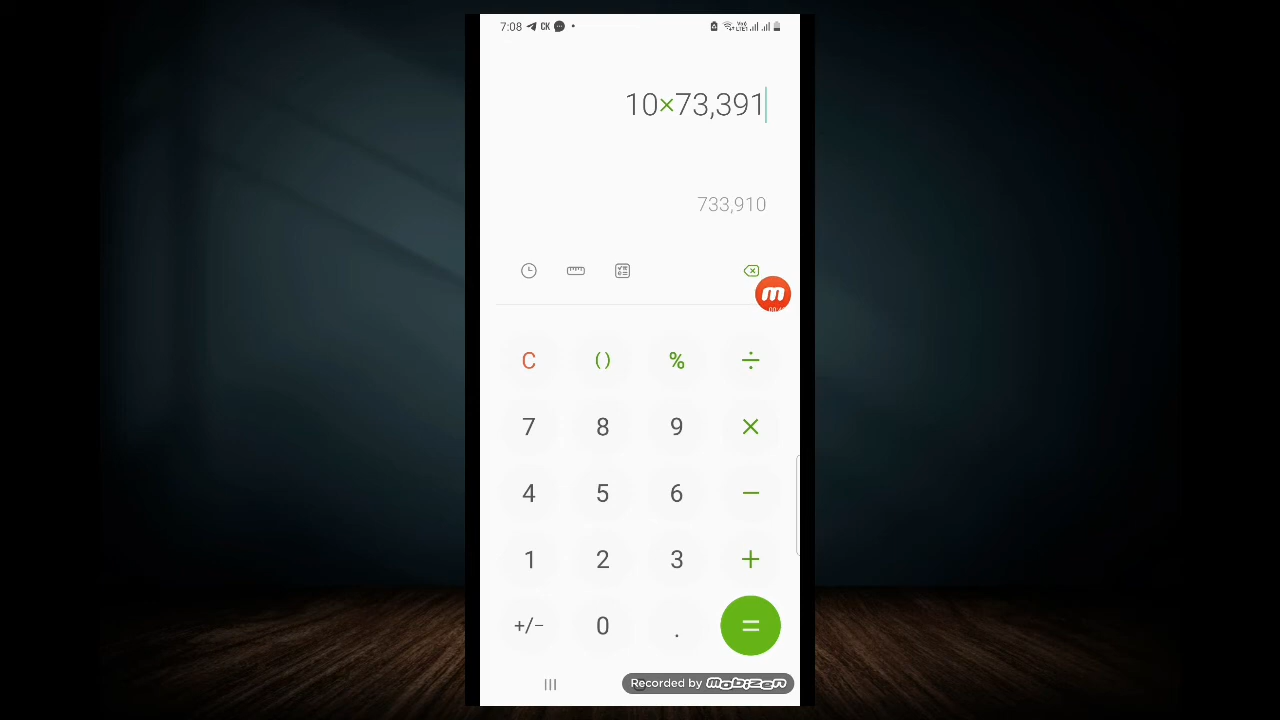 7:08 CK
10×73,391
733,910
C () % ÷
7 8 9 ×
4 5 6 −
1 2 3 +
+/− 0 . =
Recorded by mobizen